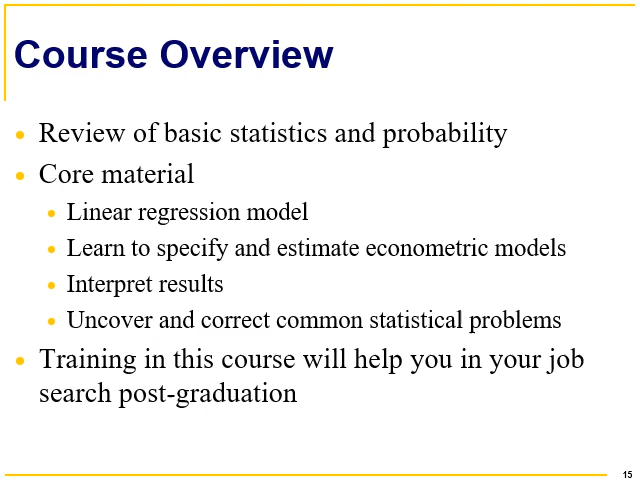 Course Overview
• Review of basic statistics and probability
• Core material
• Linear regression model
• Learn to specify and estimate econometric models
• Interpret results
• Uncover and correct common statistical problems
• Training in this course will help you in your job
search post-graduation
15